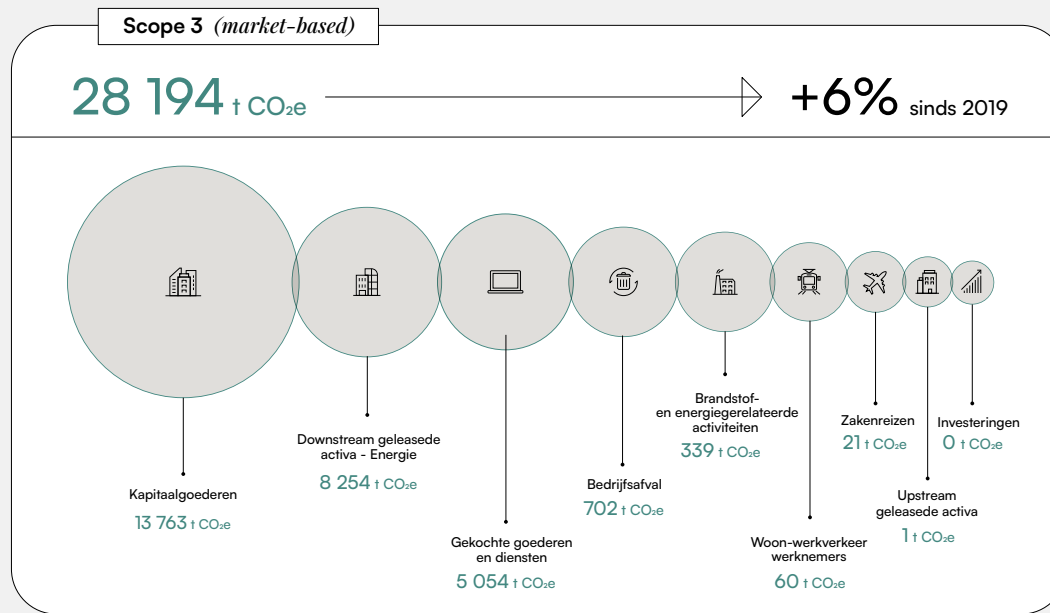 Scope 3 (market-based)
28 194 t CO₂e
+6% sinds 2019
Kapitaalgoederen
13 763 t CO₂e
Downstream geleasede
activa - Energie
8 254 t CO₂e
Gekochte goederen
en diensten
5 054 t CO₂e
Bedrijfsafval
702 t CO₂e
Brandstof-
en energiegerelateerde
activiteiten
339 t CO₂e
Woon-werkverkeer
werknemers
60 t CO₂e
Zakenreizen
21 t CO₂e
Upstream
geleasede activa
1 t CO₂e
Investeringen
0 t CO₂e